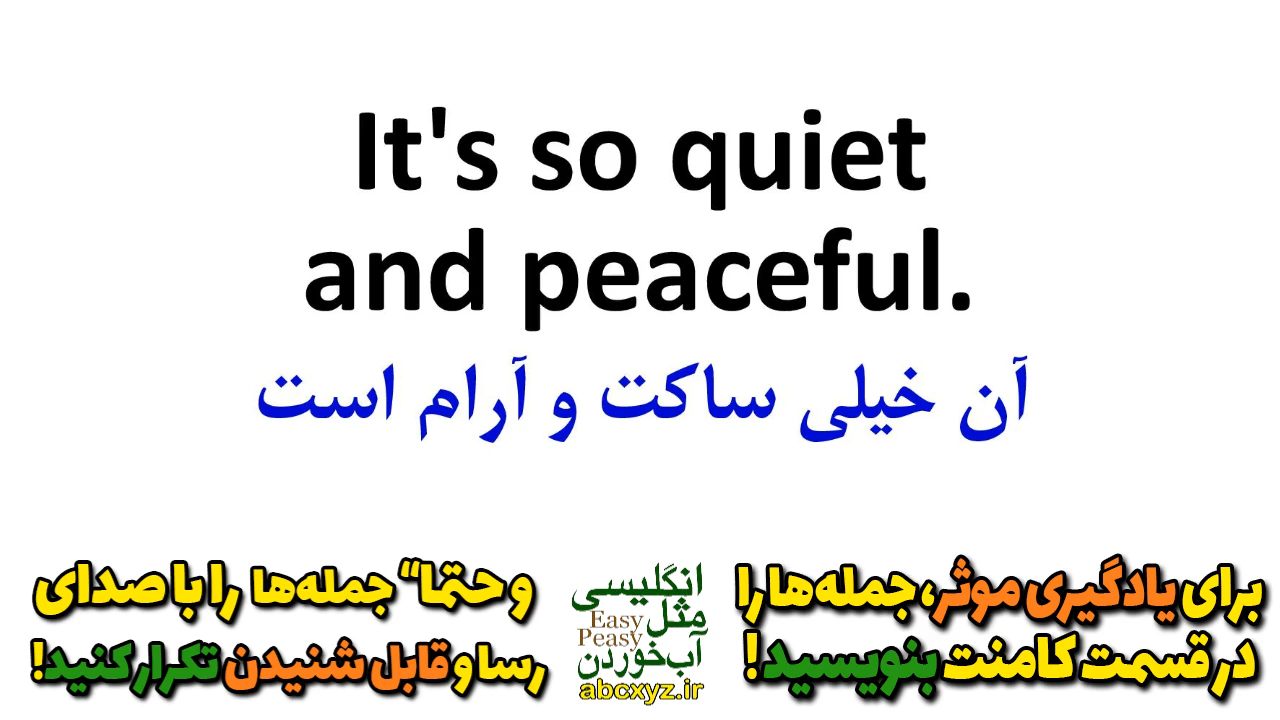 It's so quiet
and peaceful.
آن خیلی ساکت و آرام است
برای یادگیری موثر، جمله‌ها را
در قسمت کامنت بنویسید!
انگلیسی
مثل
Easy
Peasy
آب خوردن
abcxyz.ir
و حتما“ جمله‌ها را با صدای
رسا و قابل شنیدن تکرار کنید!